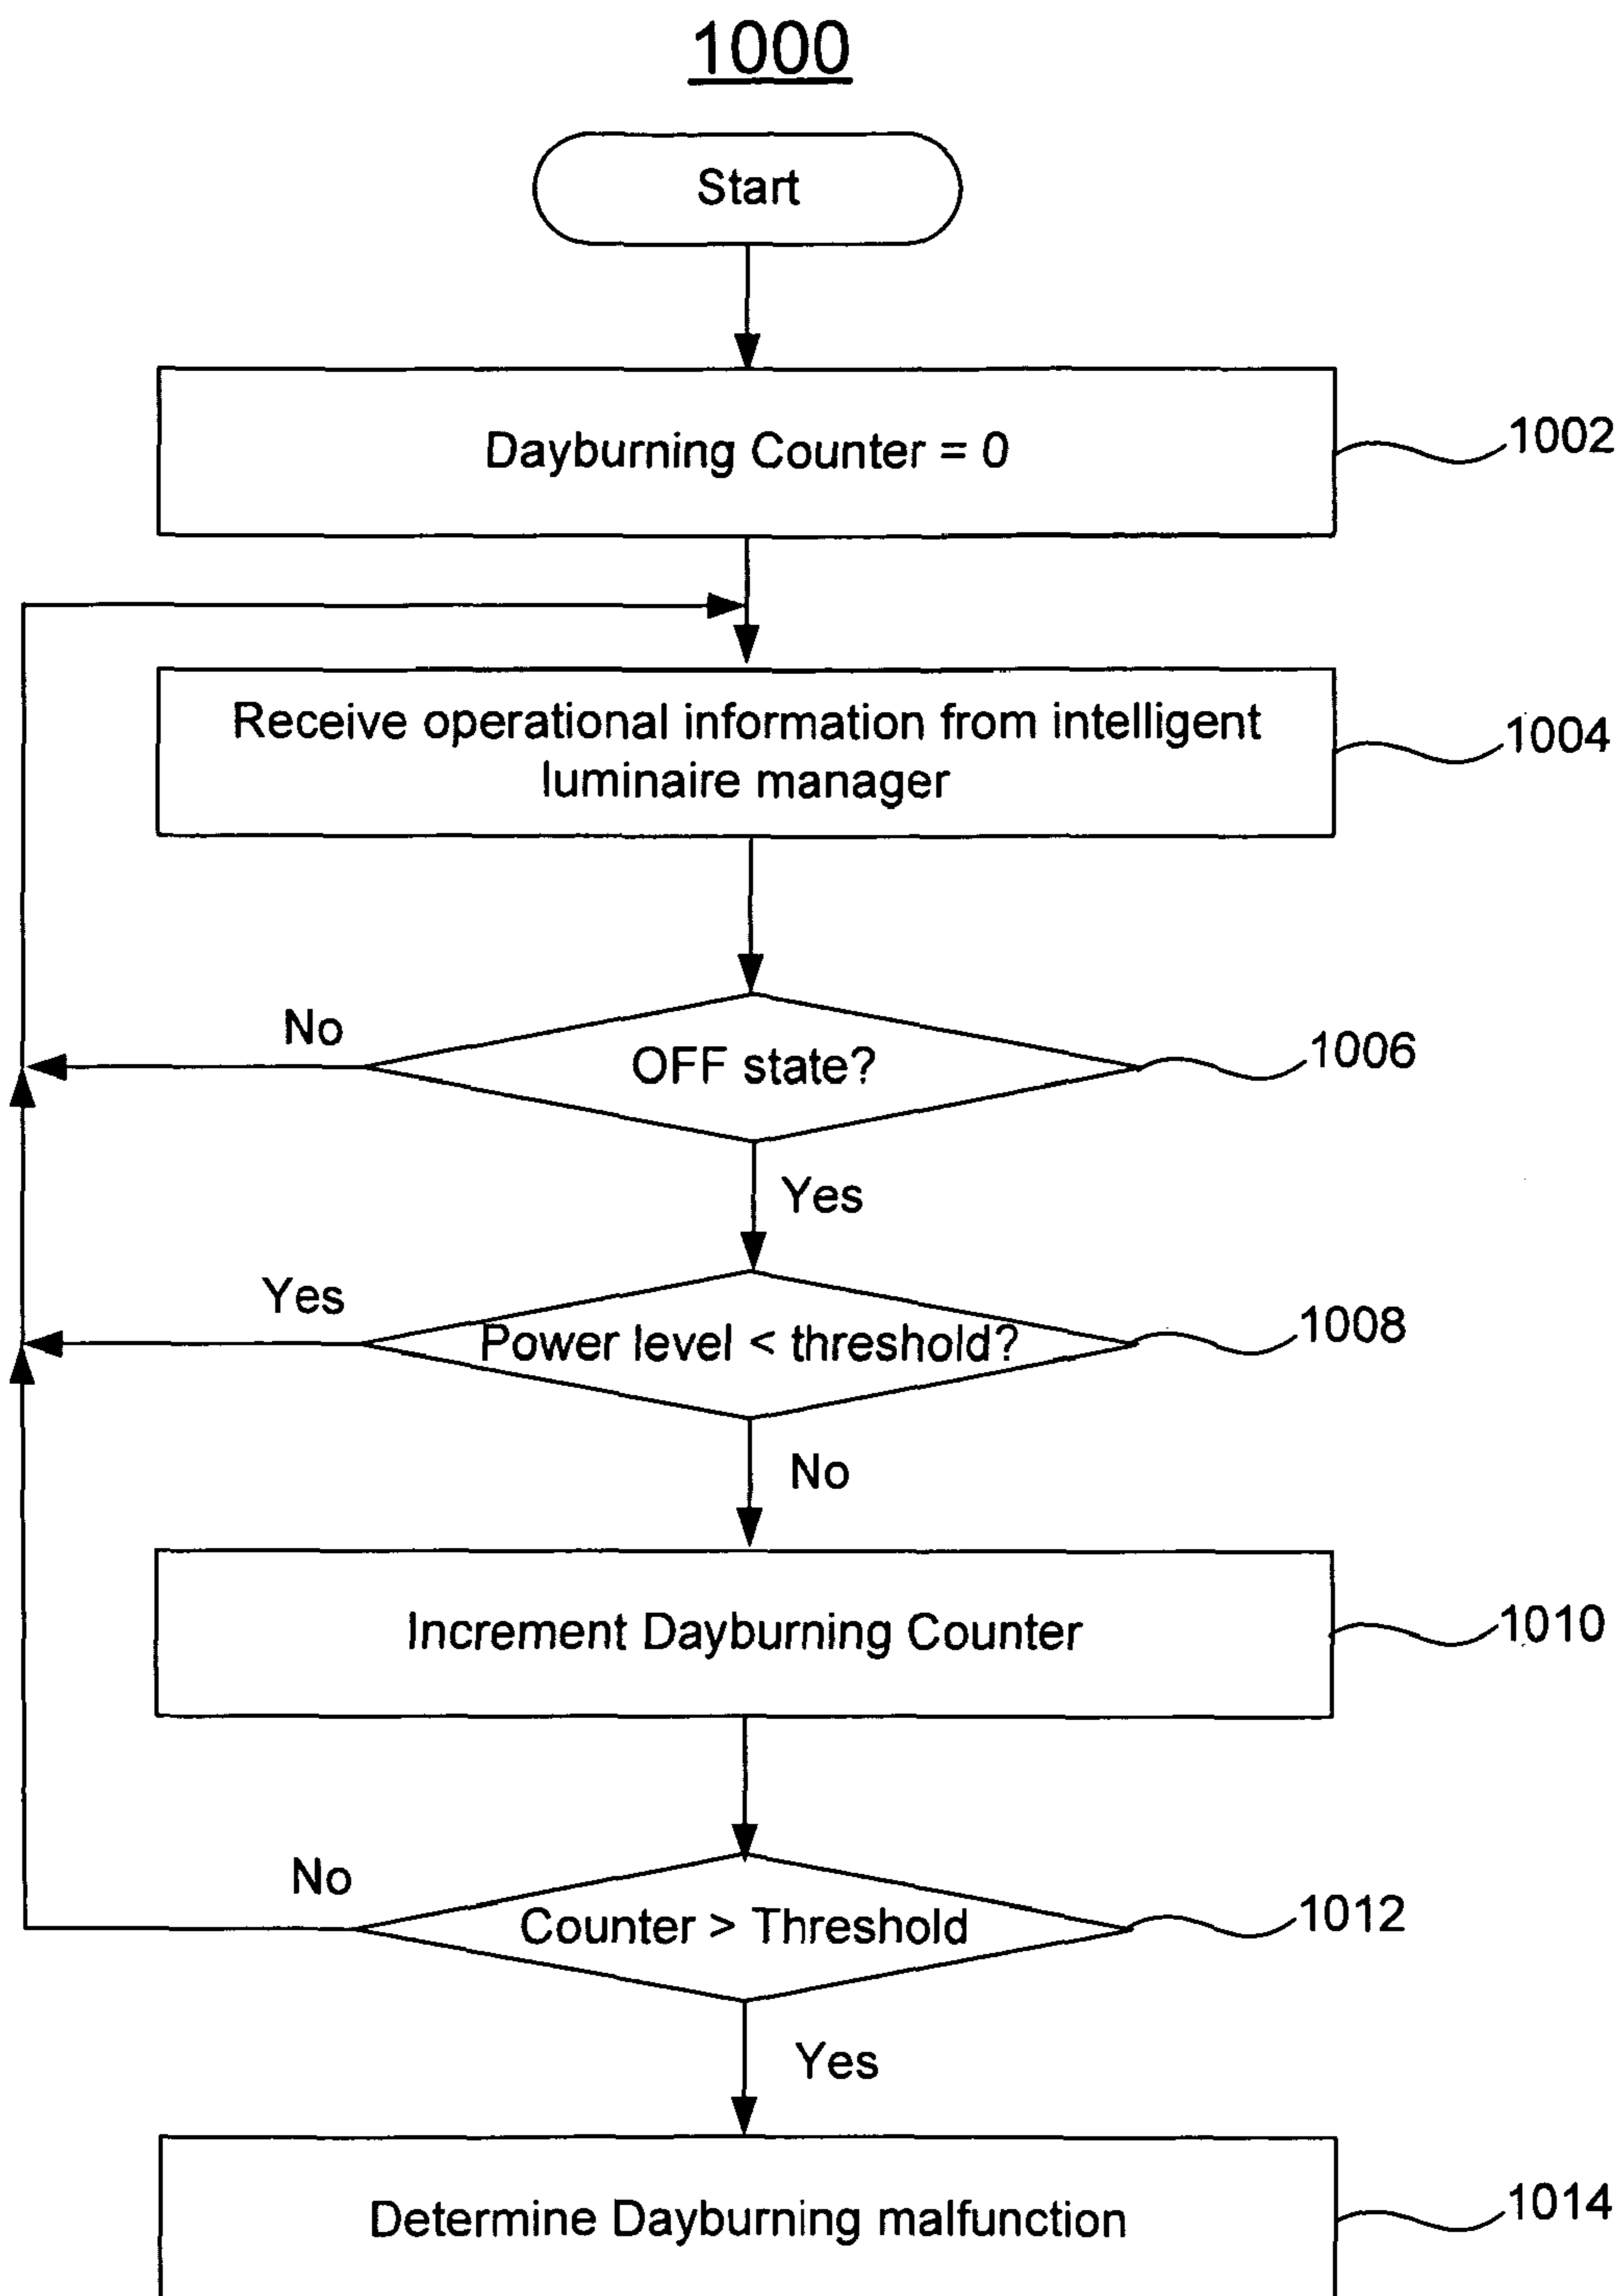 1000
Start
Dayburning Counter = 0
1002
Receive operational information from intelligent
luminaire manager
1004
No
OFF state?
1006
Yes
Yes
Power level < threshold?
1008
No
Increment Dayburning Counter
1010
No
Counter > Threshold
1012
Yes
Determine Dayburning malfunction
1014